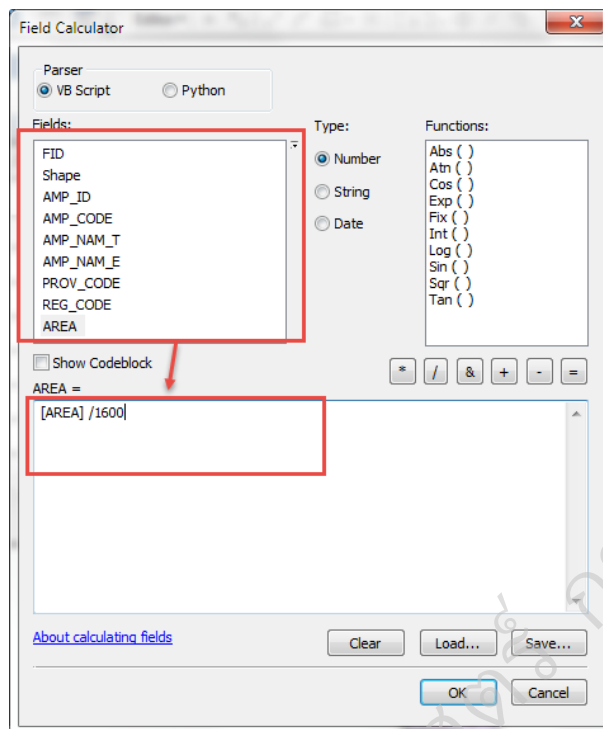 Field Calculator
Parser
VB Script Python
Fields: Type: Functions:
FID
Shape
AMP_ID
AMP_CODE
AMP_NAM_T
AMP_NAM_E
PROV_CODE
REG_CODE
AREA
Number
String
Date
Abs ( )
Atn ( )
Cos ( )
Exp ( )
Fix ( )
Int ( )
Log ( )
Sin ( )
Sqr ( )
Tan ( )
Show Codeblock * / & + - =
AREA =
[AREA] /1600
About calculating fields Clear Load... Save...
OK Cancel